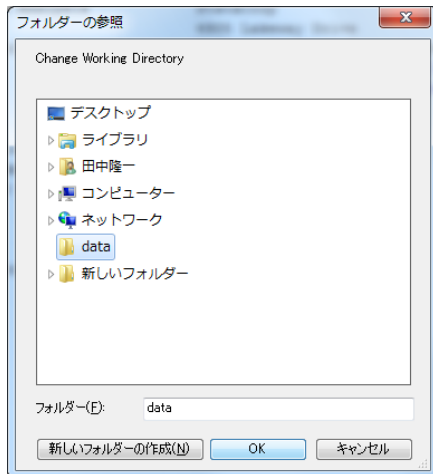 フォルダーの参照
Change Working Directory
デスクトップ
ライブラリ
田中隆一
コンピューター
ネットワーク
data
新しいフォルダー
フォルダー(F): data
新しいフォルダーの作成(N) OK キャンセル